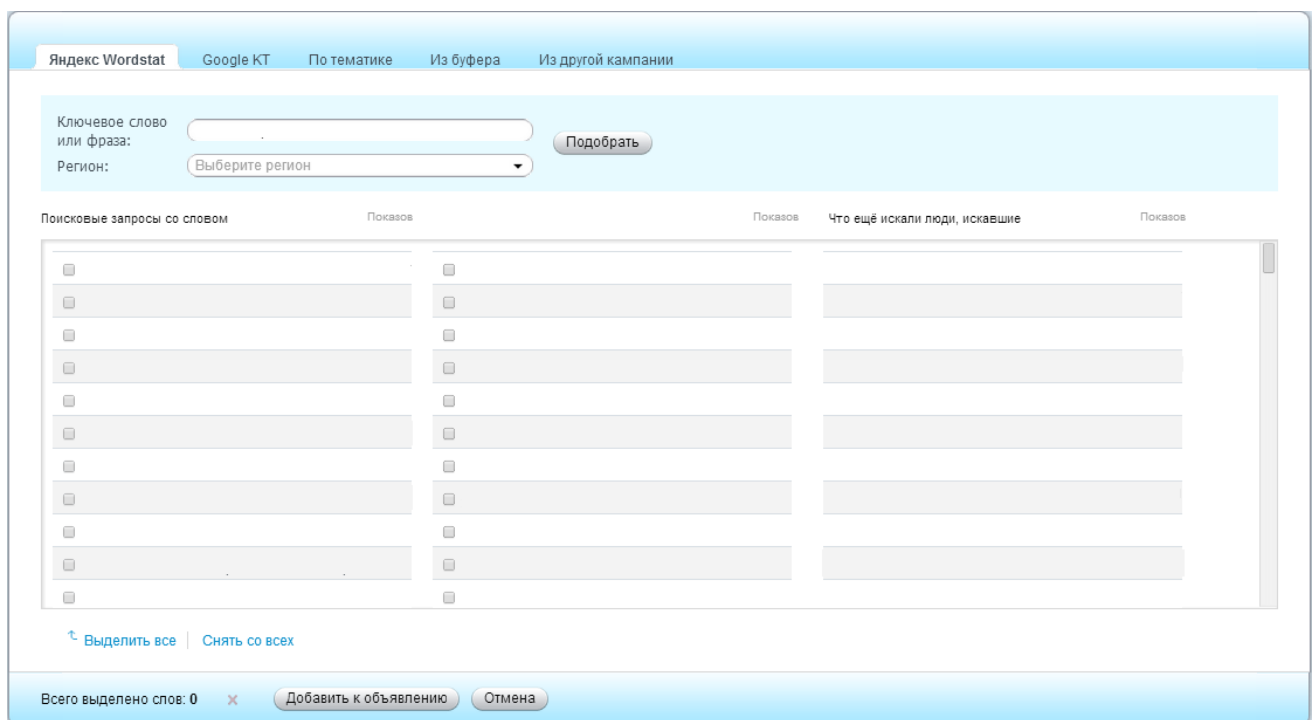 Яндекс Wordstat Google КТ По тематике Из буфера Из другой кампании
Ключевое слово
или фраза:
Подобрать
Регион: Выберите регион
Поисковые запросы со словом Показов Показов Что ещё искали люди, искавшие Показов
Выделить все Снять со всех
Всего выделено слов: 0 Добавить к объявлению Отмена